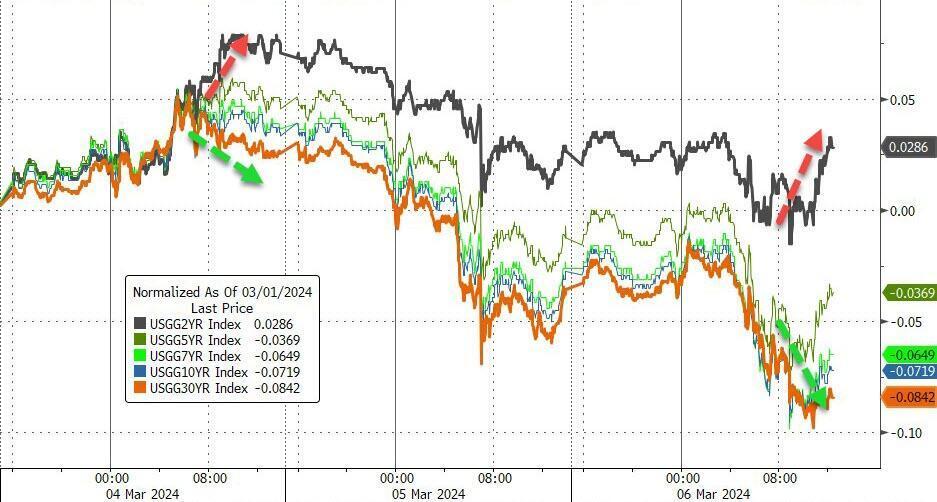 0.05
0.0286
0.00
-0.0369
-0.05
-0.0649
-0.0719
-0.0842
-0.10
Normalized As Of 03/01/2024
Last Price
USGG2YR Index 0.0286
USGG5YR Index -0.0369
USGG7YR Index -0.0649
USGG10YR Index -0.0719
USGG30YR Index -0.0842
00:00 08:00 00:00 08:00 00:00 08:00
04 Mar 2024 05 Mar 2024 06 Mar 2024